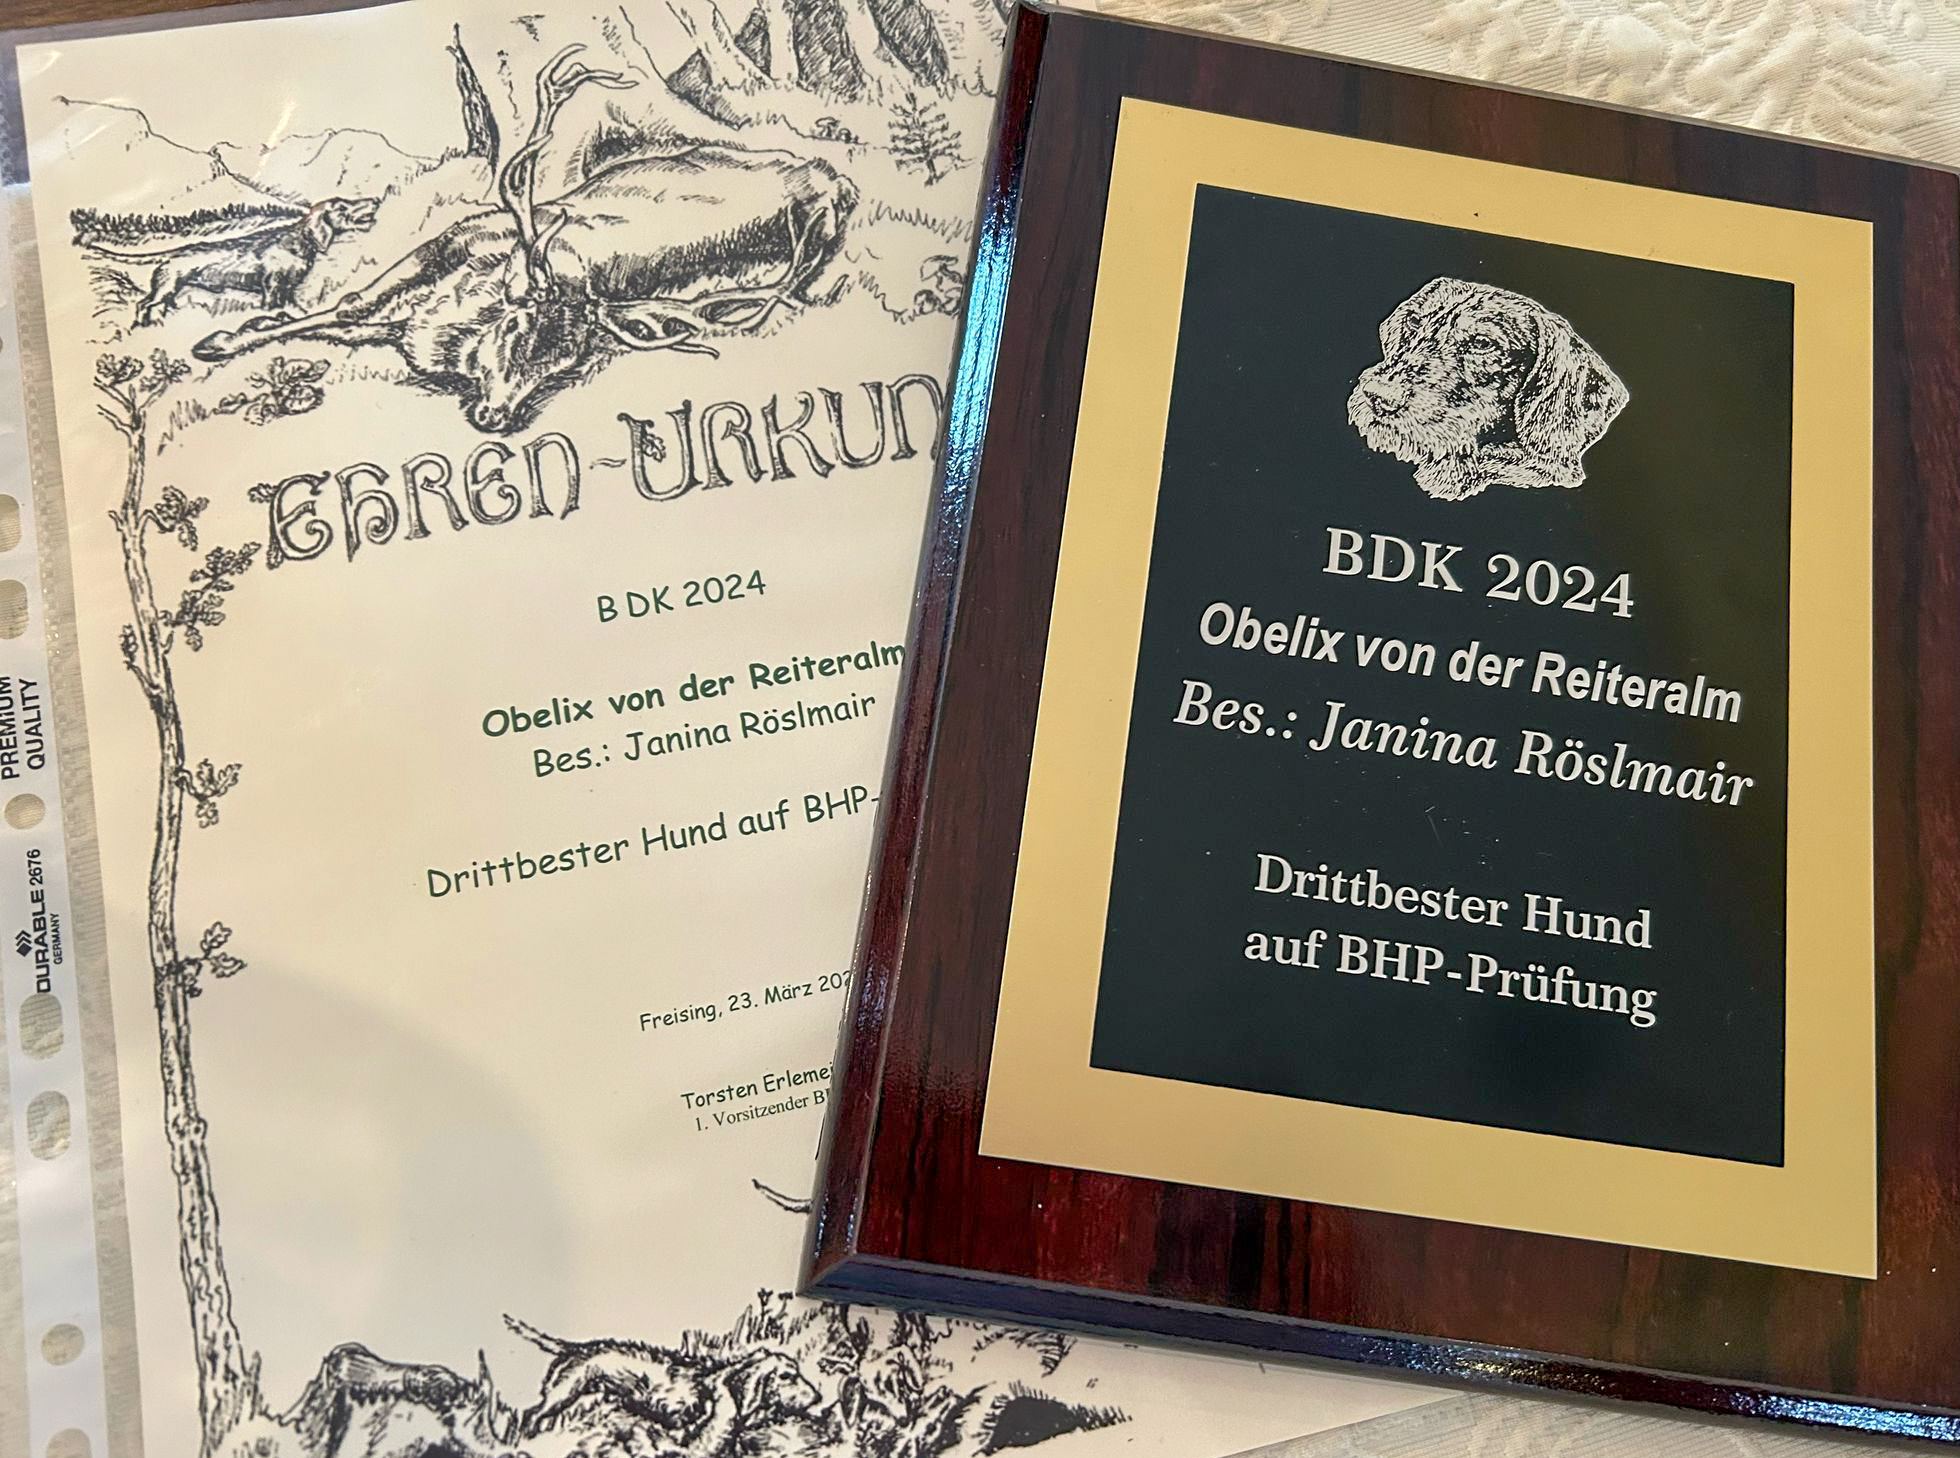 EHREN-URKUN
BDK 2024
Obelix von der Reiteralm
Bes.: Janina Röslmair
Drittbester Hund auf BHP-
Freising, 23. März 202
Torsten Erlemei
1. Vorsitzender
PREMIUM
QUALITY
DURABLE 2676
GERMANY
BDK 2024
Obelix von der Reiteralm
Bes.: Janina Röslmair
Drittbester Hund
auf BHP-Prüfung